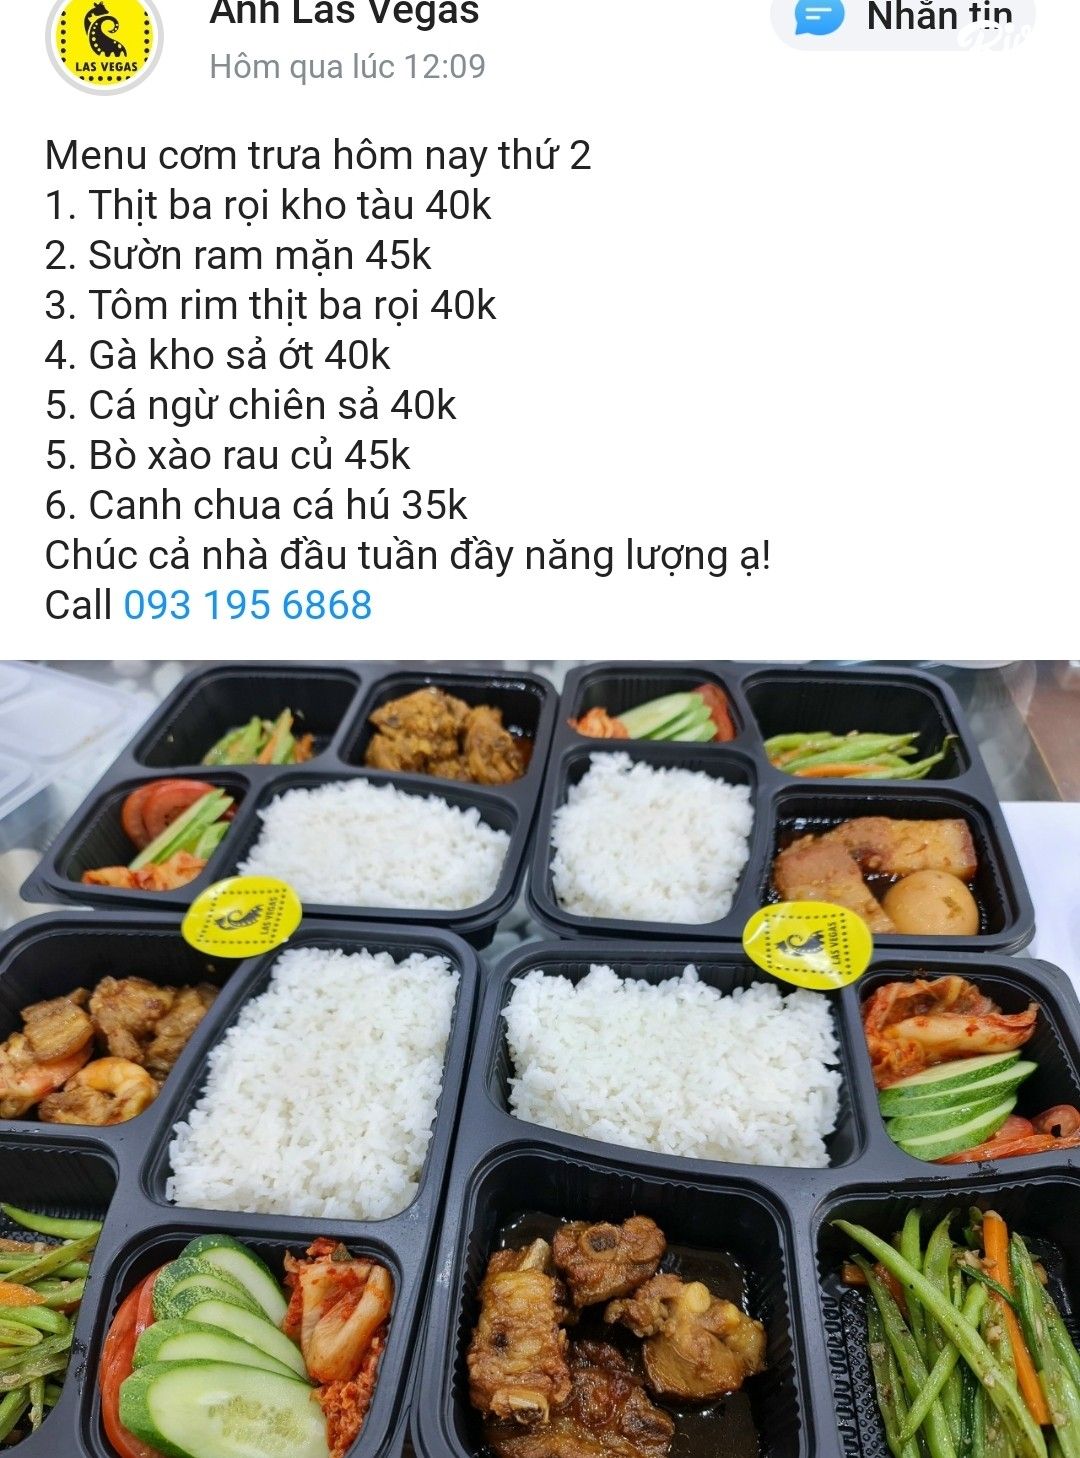 Anh Las Vegas
Nhắn tin
LAS VEGAS
Hôm qua lúc 12:09
Menu cơm trưa hôm nay thứ 2
1. Thịt ba rọi kho tàu 40k
2. Sườn ram mặn 45k
3. Tôm rim thịt ba rọi 40k
4. Gà kho sả ớt 40k
5. Cá ngừ chiên sả 40k
5. Bò xào rau củ 45k
6. Canh chua cá hú 35k
Chúc cả nhà đầu tuần đầy năng lượng ạ!
Call 093 195 6868
LAS VEGAS
LAS VEGAS